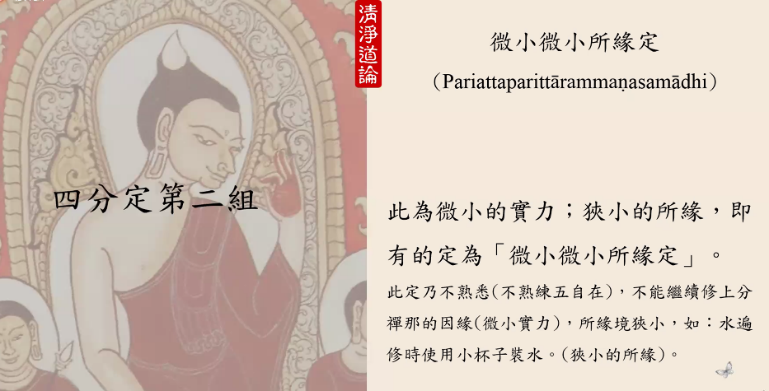 清淨道論
四分定第二組
微小微小所緣定
（Pariattaparittārammaṇasamādhi）
此為微小的實力；狹小的所緣，即
有的定為「微小微小所緣定」。
此定乃不熟悉(不熟練五自在)，不能繼續修上分
禪那的因緣(微小實力)，所緣境狹小，如：水遍
修時使用小杯子裝水。(狹小的所緣)。